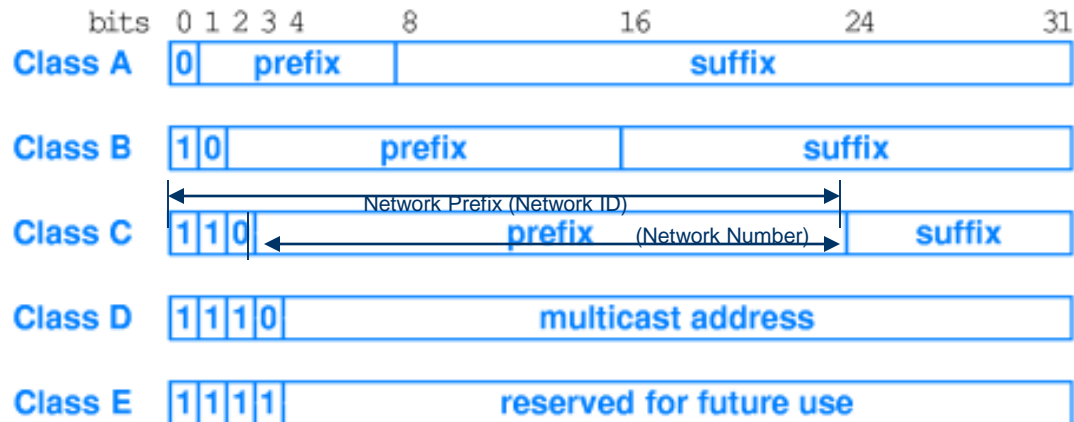 bits 0 1 2 3 4 8 16 24 31
Class A 0 prefix suffix
Class B 1 0 prefix suffix
Network Prefix (Network ID)
Class C 1 1 0 prefix (Network Number) suffix
Class D 1 1 1 0 multicast address
Class E 1 1 1 1 reserved for future use